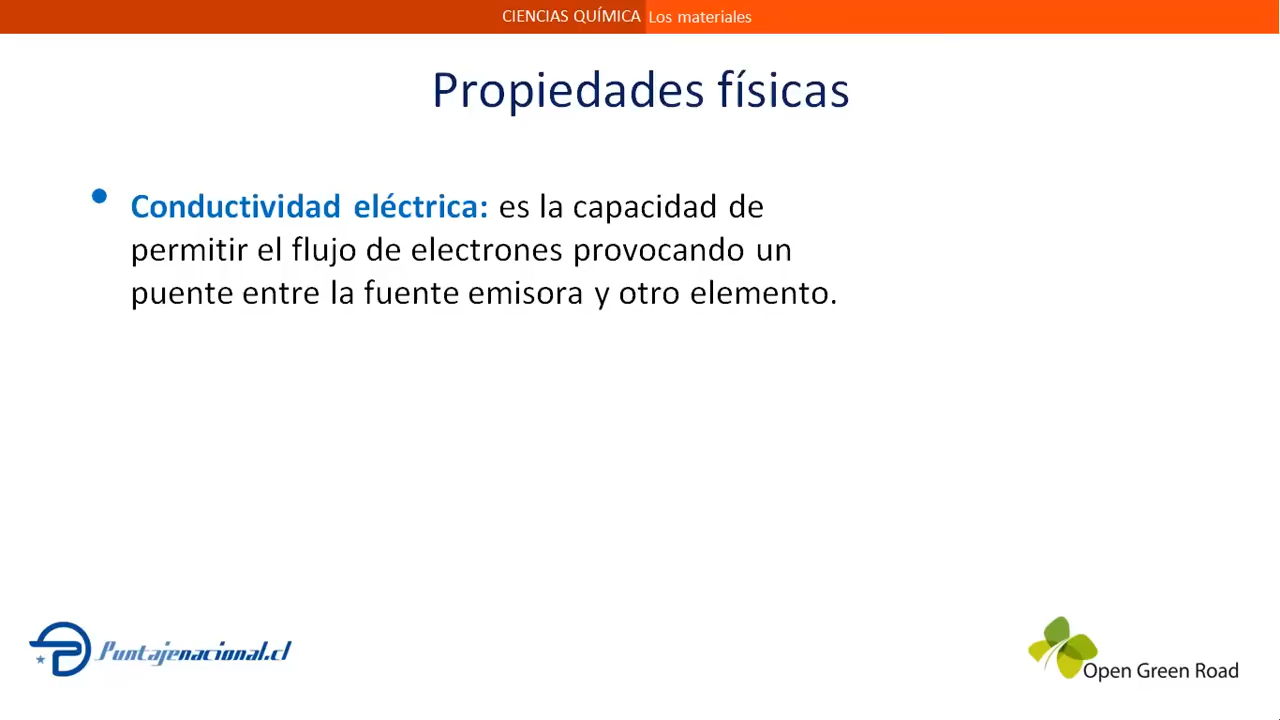 CIENCIAS QUÍMICA Los materiales
Propiedades físicas
• Conductividad eléctrica: es la capacidad de
permitir el flujo de electrones provocando un
puente entre la fuente emisora y otro elemento.
Puntajenacional.cl
Open Green Road